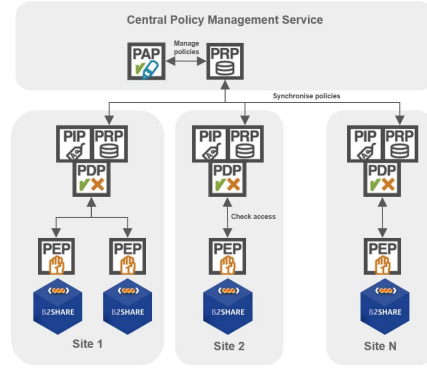 Central Policy Management Service
PAP
Manage
policies
PRP
Synchronise policies
PIP PRP
PDP
PIP PRP
PDP
PIP PRP
PDP
Check access
PEP
PEP
PEP
PEP
B2SHARE
B2SHARE
B2SHARE
B2SHARE
Site 1
Site 2
Site N